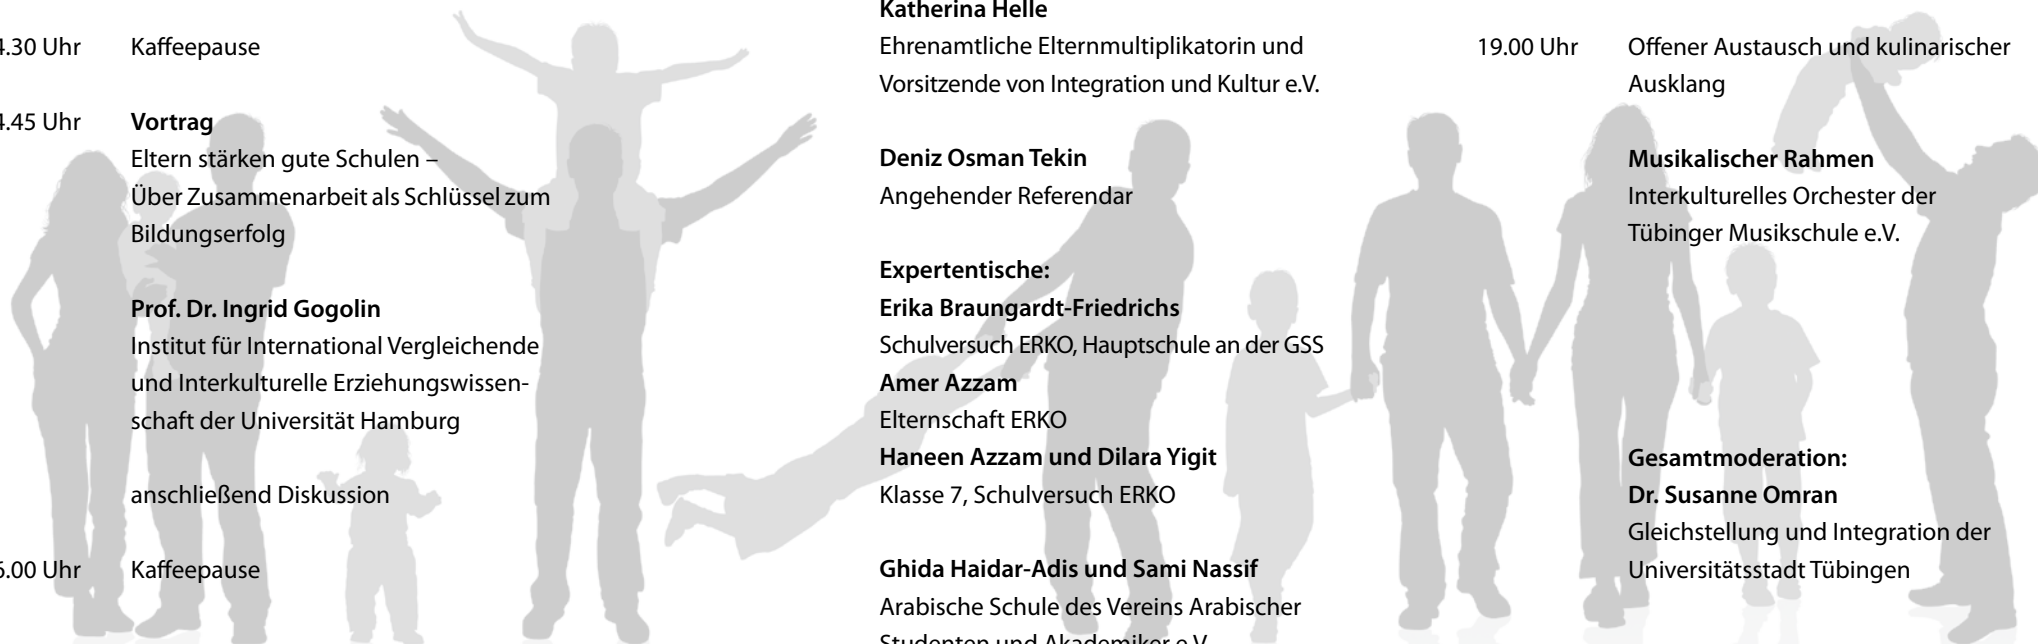 4.30 Uhr Kaffeepause
4.45 Uhr Vortrag
Eltern stärken gute Schulen –
Über Zusammenarbeit als Schlüssel zum
Bildungserfolg
Prof. Dr. Ingrid Gogolin
Institut für International Vergleichende
und Interkulturelle Erziehungswissen-
schaft der Universität Hamburg
anschließend Diskussion
6.00 Uhr Kaffeepause
Katherina Helle
Ehrenamtliche Elternmultiplikatorin und
Vorsitzende von Integration und Kultur e.V.
Deniz Osman Tekin
Angehender Referendar
Expertentische:
Erika Braungardt-Friedrichs
Schulversuch ERKO, Hauptschule an der GSS
Amer Azzam
Elternschaft ERKO
Haneen Azzam und Dilara Yigit
Klasse 7, Schulversuch ERKO
Ghida Haidar-Adis und Sami Nassif
Arabische Schule des Vereins Arabischer
Studenten und Akademiker e.V.
19.00 Uhr Offener Austausch und kulinarischer
Ausklang
Musikalischer Rahmen
Interkulturelles Orchester der
Tübinger Musikschule e.V.
Gesamtmoderation:
Dr. Susanne Omran
Gleichstellung und Integration der
Universitätsstadt Tübingen